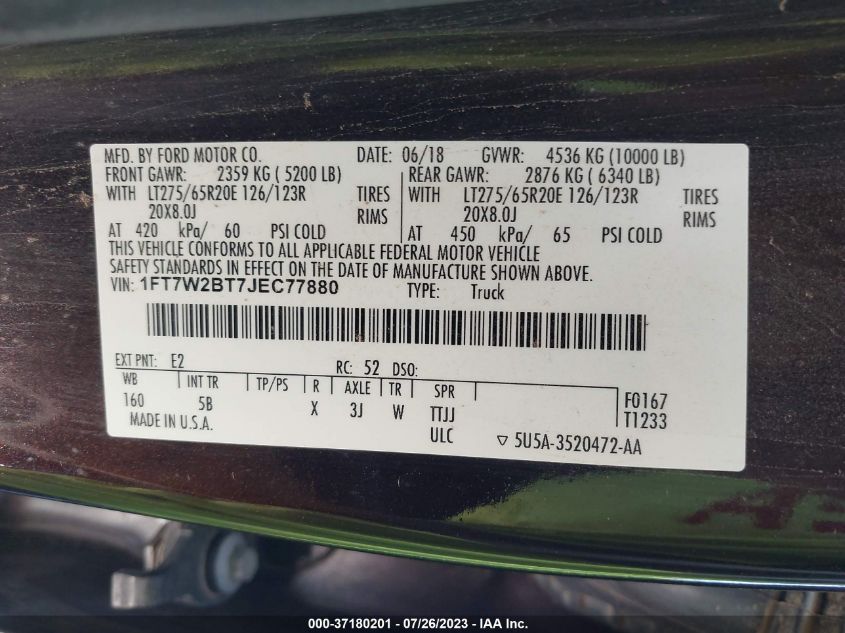 MFD. BY FORD MOTOR CO. DATE: 06/18 GVWR: 4536 KG (10000 LB)
FRONT GAWR: 2359 KG ( 5200 LB) REAR GAWR: 2876 KG ( 6340 LB)
WITH LT275/65R20E 126/123R TIRES WITH LT275/65R20E 126/123R TIRES
20X8.0J RIMS 20X8.0J RIMS
AT 420 kPa/ 60 PSI COLD AT 450 kPa/ 65 PSI COLD
THIS VEHICLE CONFORMS TO ALL APPLICABLE FEDERAL MOTOR VEHICLE
SAFETY STANDARDS IN EFFECT ON THE DATE OF MANUFACTURE SHOWN ABOVE.
VIN: 1FT7W2BT7JEC77880 TYPE: Truck
EXT PNT: E2 RC: 52 DSO:
WB INT TR TP/PS R AXLE TR SPR
160 5B X 3J W TTJJ F0167
MADE IN U.S.A. ULC T1233
5U5A-3520472-AA
000-37180201 / 07/26/2023 - IAA Inc.